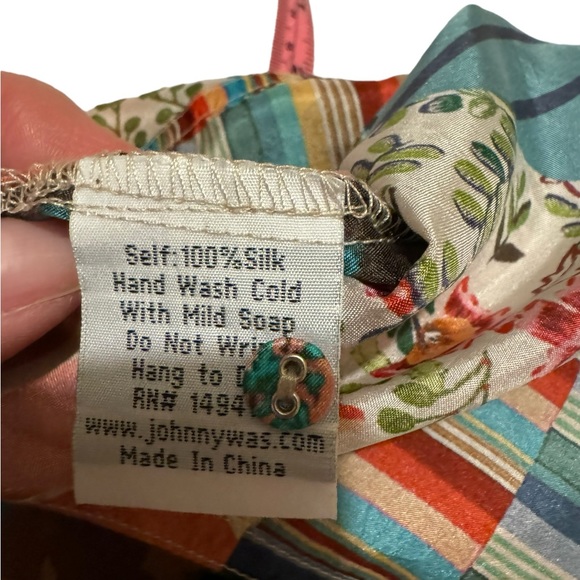 Self:100%Silk
Hand Wash Cold
With Mild Soap
Do Not
Hang to
RN#
www.johnnywas.com
Made In China